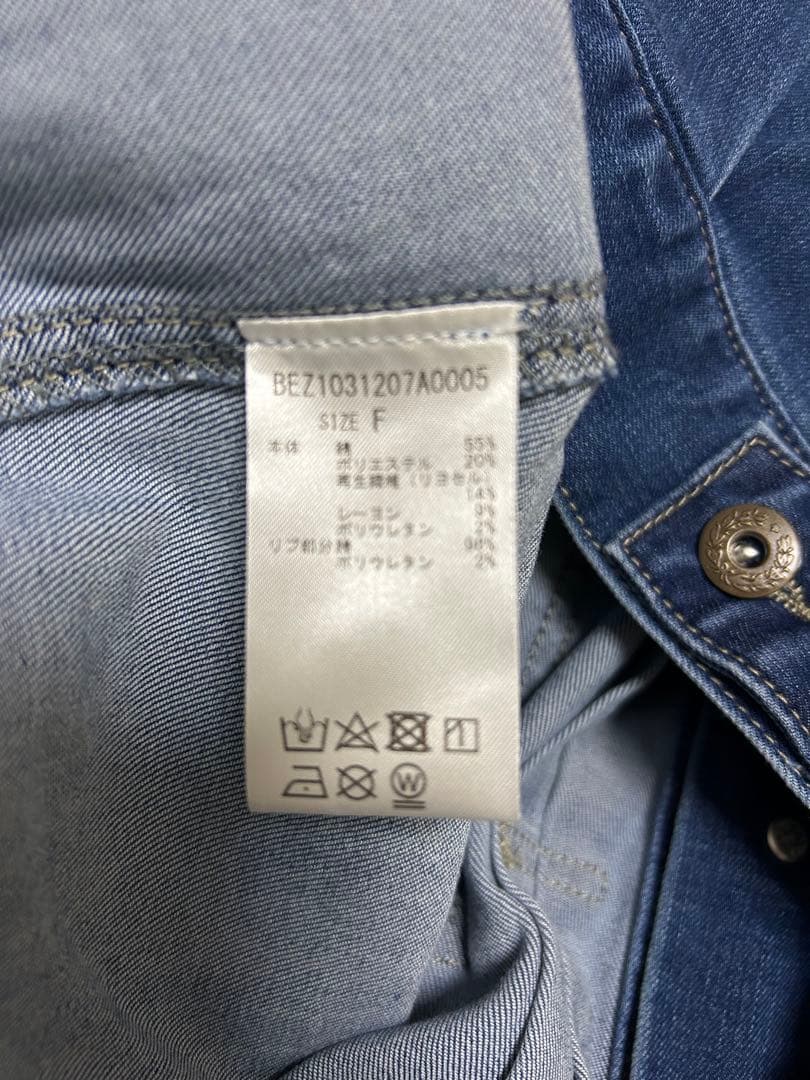 BEZ1031207A0005
SIZE F
本体 綿 55%
ポリエステル 20%
再生繊維(リヨセル)
14%
レーヨン 9%
ポリウレタン 2%
リブ部分綿 98%
ポリウレタン 2%
W